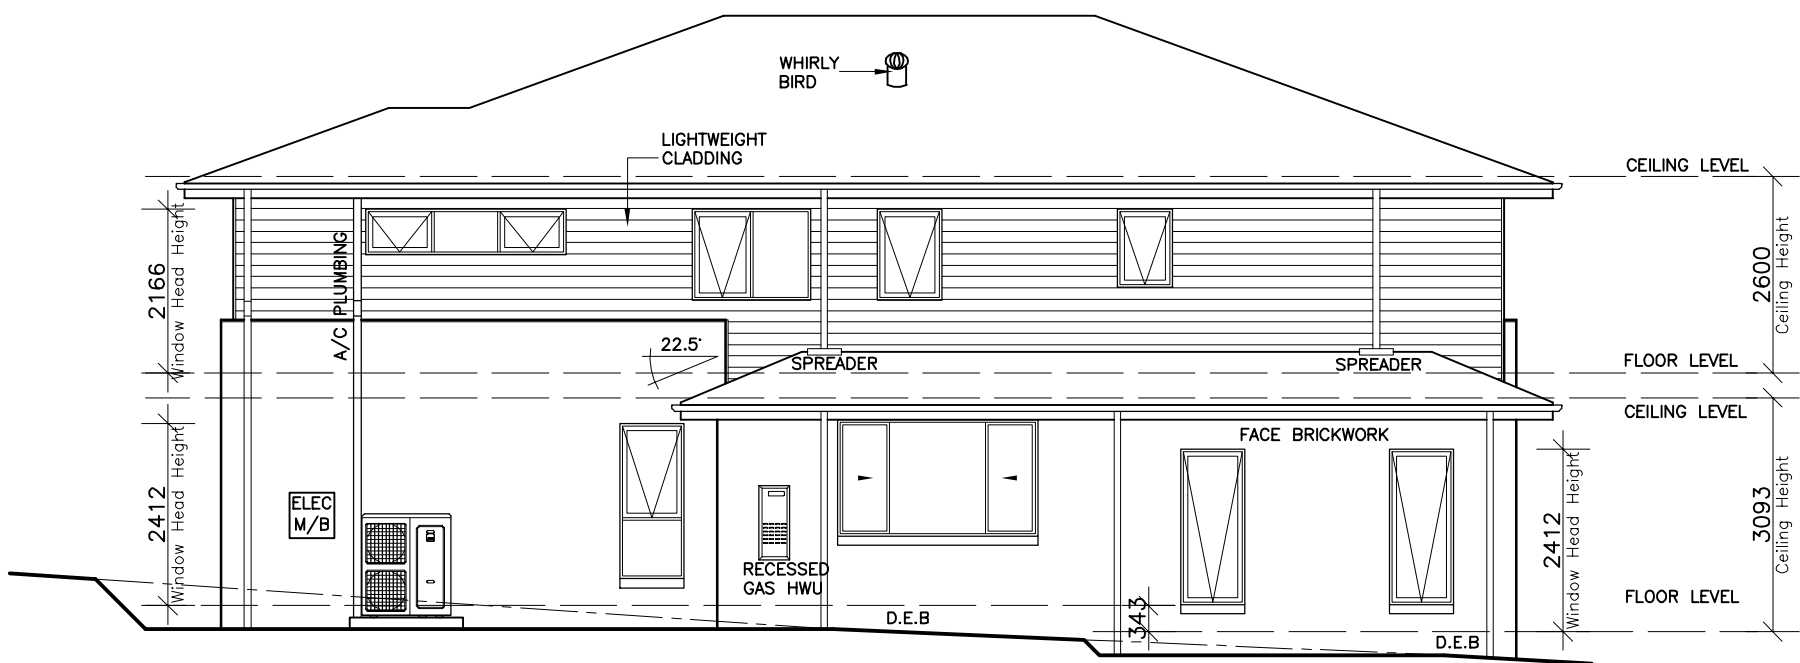 WHIRLY
BIRD
LIGHTWEIGHT
CLADDING
CEILING LEVEL
2166
Window Head Height
A/C PLUMBING
2600
Ceiling Height
22.5°
SPREADER
SPREADER
FLOOR LEVEL
CEILING LEVEL
FACE BRICKWORK
2412
Window Head Height
ELEC
M/B
RECESSED
GAS HWU
2412
Window Head Height
3093
Ceiling Height
FLOOR LEVEL
343
D.E.B
D.E.B